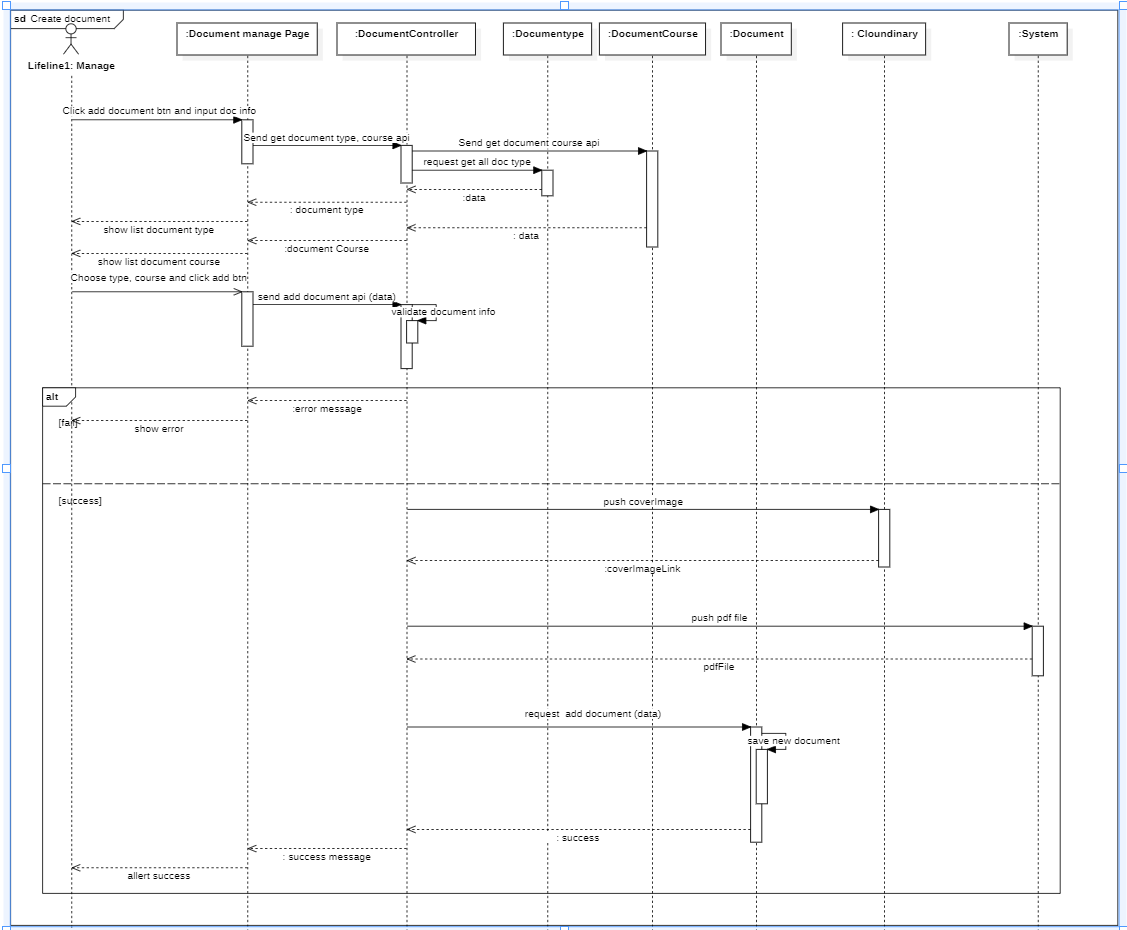 sd Create document
:Document manage Page
:DocumentController
:Documentype
:DocumentCourse
:Document
: Cloundinary
:System
Lifeline1: Manage
Click add document btn and input doc info
Send get document type, course api
Send get document course api
request get all doc type
:data
: document type
show list document type
: data
:document Course
show list document course
Choose type, course and click add btn
send add document api (data)
validate document info
alt
:error message
[fail]
show error
[success]
push coverImage
:coverImageLink
push pdf file
pdfFile
request  add document (data)
save new document
: success
: success message
allert success